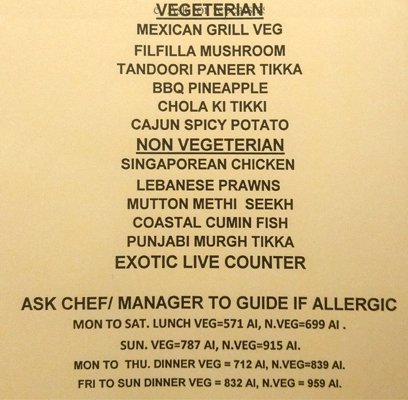 VEGETERIAN
MEXICAN GRILL VEG
FILFILLA MUSHROOM
TANDOORI PANEER TIKKA
BBQ PINEAPPLE
CHOLA KI TIKKI
CAJUN SPICY POTATO
NON VEGETERIAN
SINGAPOREAN CHICKEN
LEBANESE PRAWNS
MUTTON METHI SEEKH
COASTAL CUMIN FISH
PUNJABI MURGH TIKKA
EXOTIC LIVE COUNTER
ASK CHEF/ MANAGER TO GUIDE IF ALLERGIC
MON TO SAT. LUNCH VEG=571 AI, N.VEG=699 AI .
SUN. VEG=787 AI, N.VEG=915 AI.
MON TO THU. DINNER VEG = 712 AI, N.VEG=839 AI.
FRI TO SUN DINNER VEG = 832 AI, N.VEG = 959 AI.